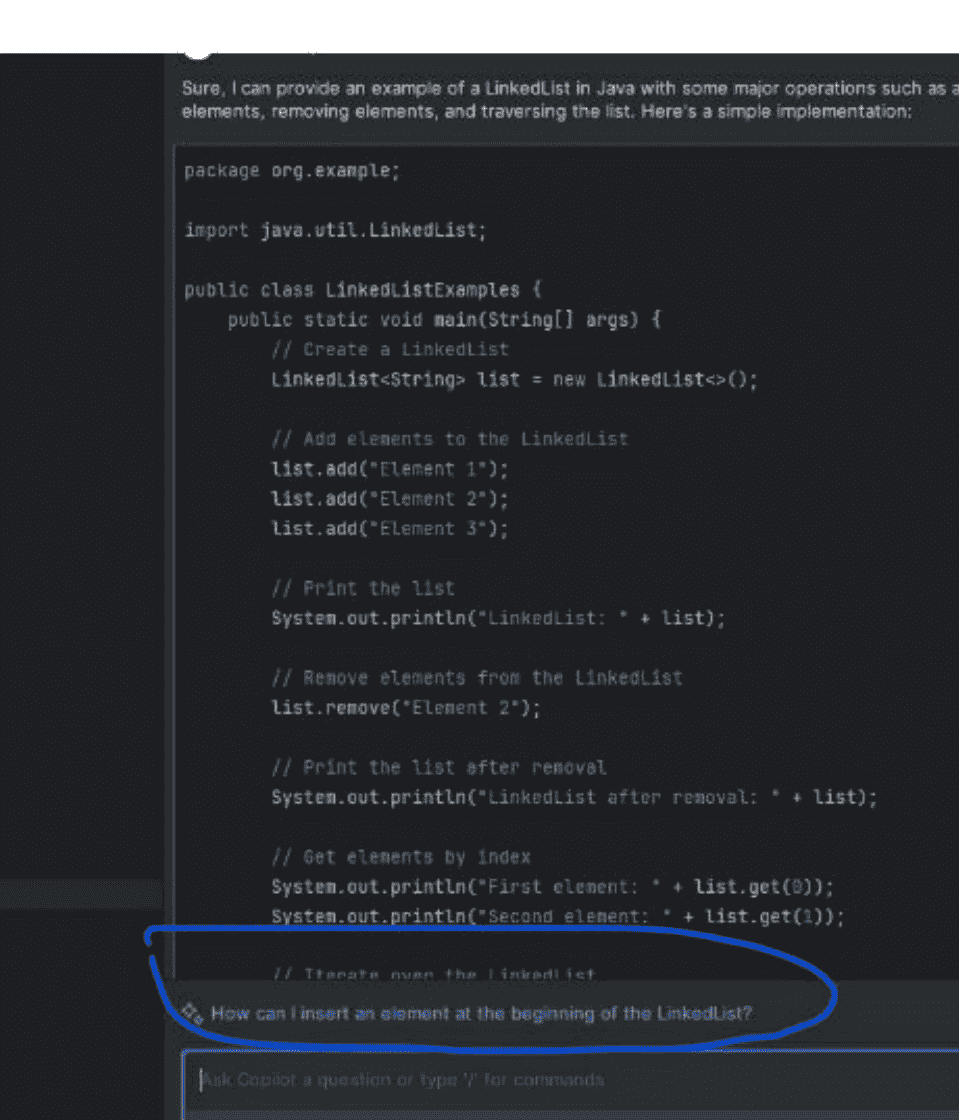 Sure, I can provide an example of a LinkedList in Java with some major operations such as
elements, removing elements, and traversing the list. Here's a simple implementation:
package org.example;
import java.util.LinkedList;
public class LinkedListExamples {
public static void main(String[] args) {
// Create a LinkedList
LinkedList<String> list = new LinkedList<>();
// Add elements to the LinkedList
list.add("Element 1");
list.add("Element 2");
list.add("Element 3");
// Print the list
System.out.println("LinkedList: " + list);
// Remove elements from the LinkedList
list.remove("Element 2");
// Print the list after removal
System.out.println("LinkedList after removal: " + list);
// Get elements by index
System.out.println("First element: " + list.get(0));
System.out.println("Second element: " + list.get(1));
// Iterate over the LinkedList
How can I insert an element at the beginning of the LinkedList?
Ask Copilot a question or type '/' for commands